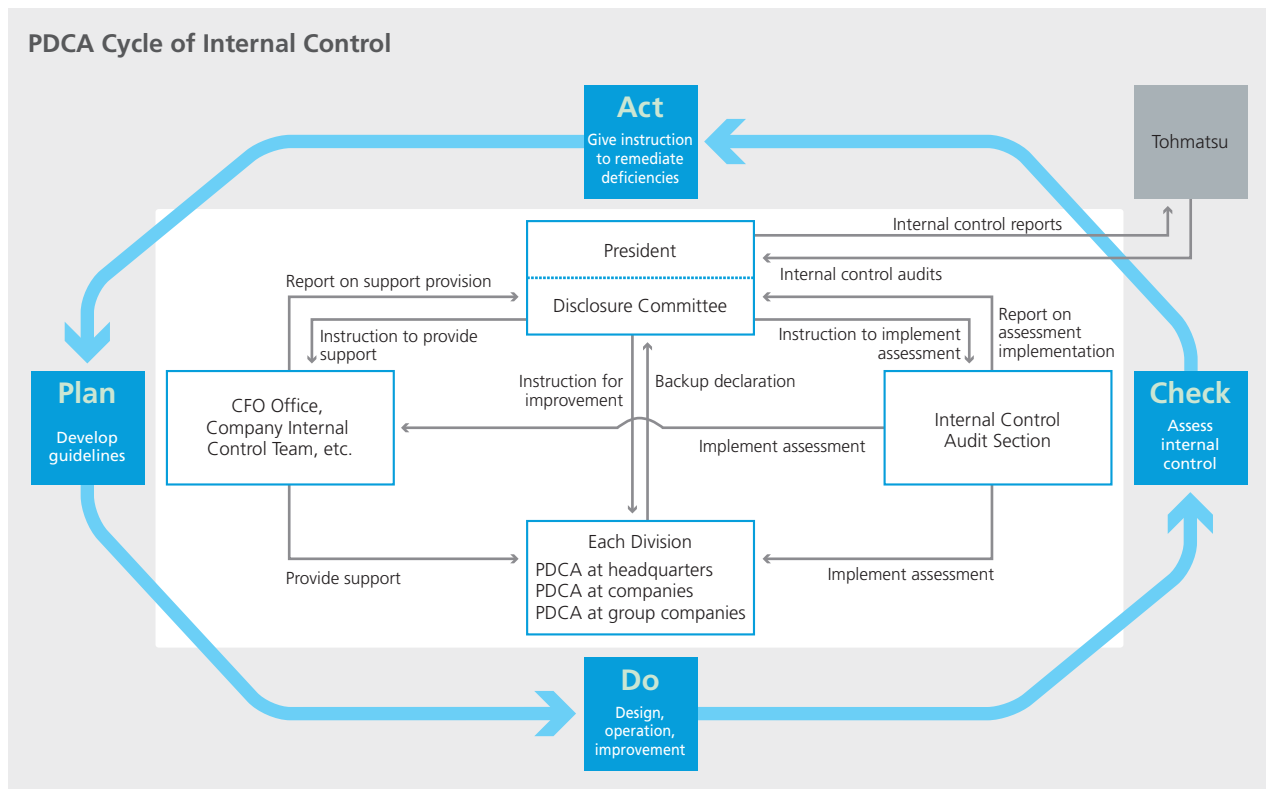 PDCA Cycle of Internal Control
Act
Give instruction
to remediate
deficiencies
Tohmatsu
Internal control reports
President
Internal control audits
Report on support provision
Disclosure Committee
Instruction to provide
support
Instruction to implement
assessment
Report on
assessment
implementation
Plan
Develop
guidelines
CFO Office,
Company Internal
Control Team, etc.
Instruction for
improvement
Backup declaration
Implement assessment
Internal Control
Audit Section
Check
Assess
internal
control
Provide support
Each Division
PDCA at headquarters
PDCA at companies
PDCA at group companies
Implement assessment
Do
Design,
operation,
improvement